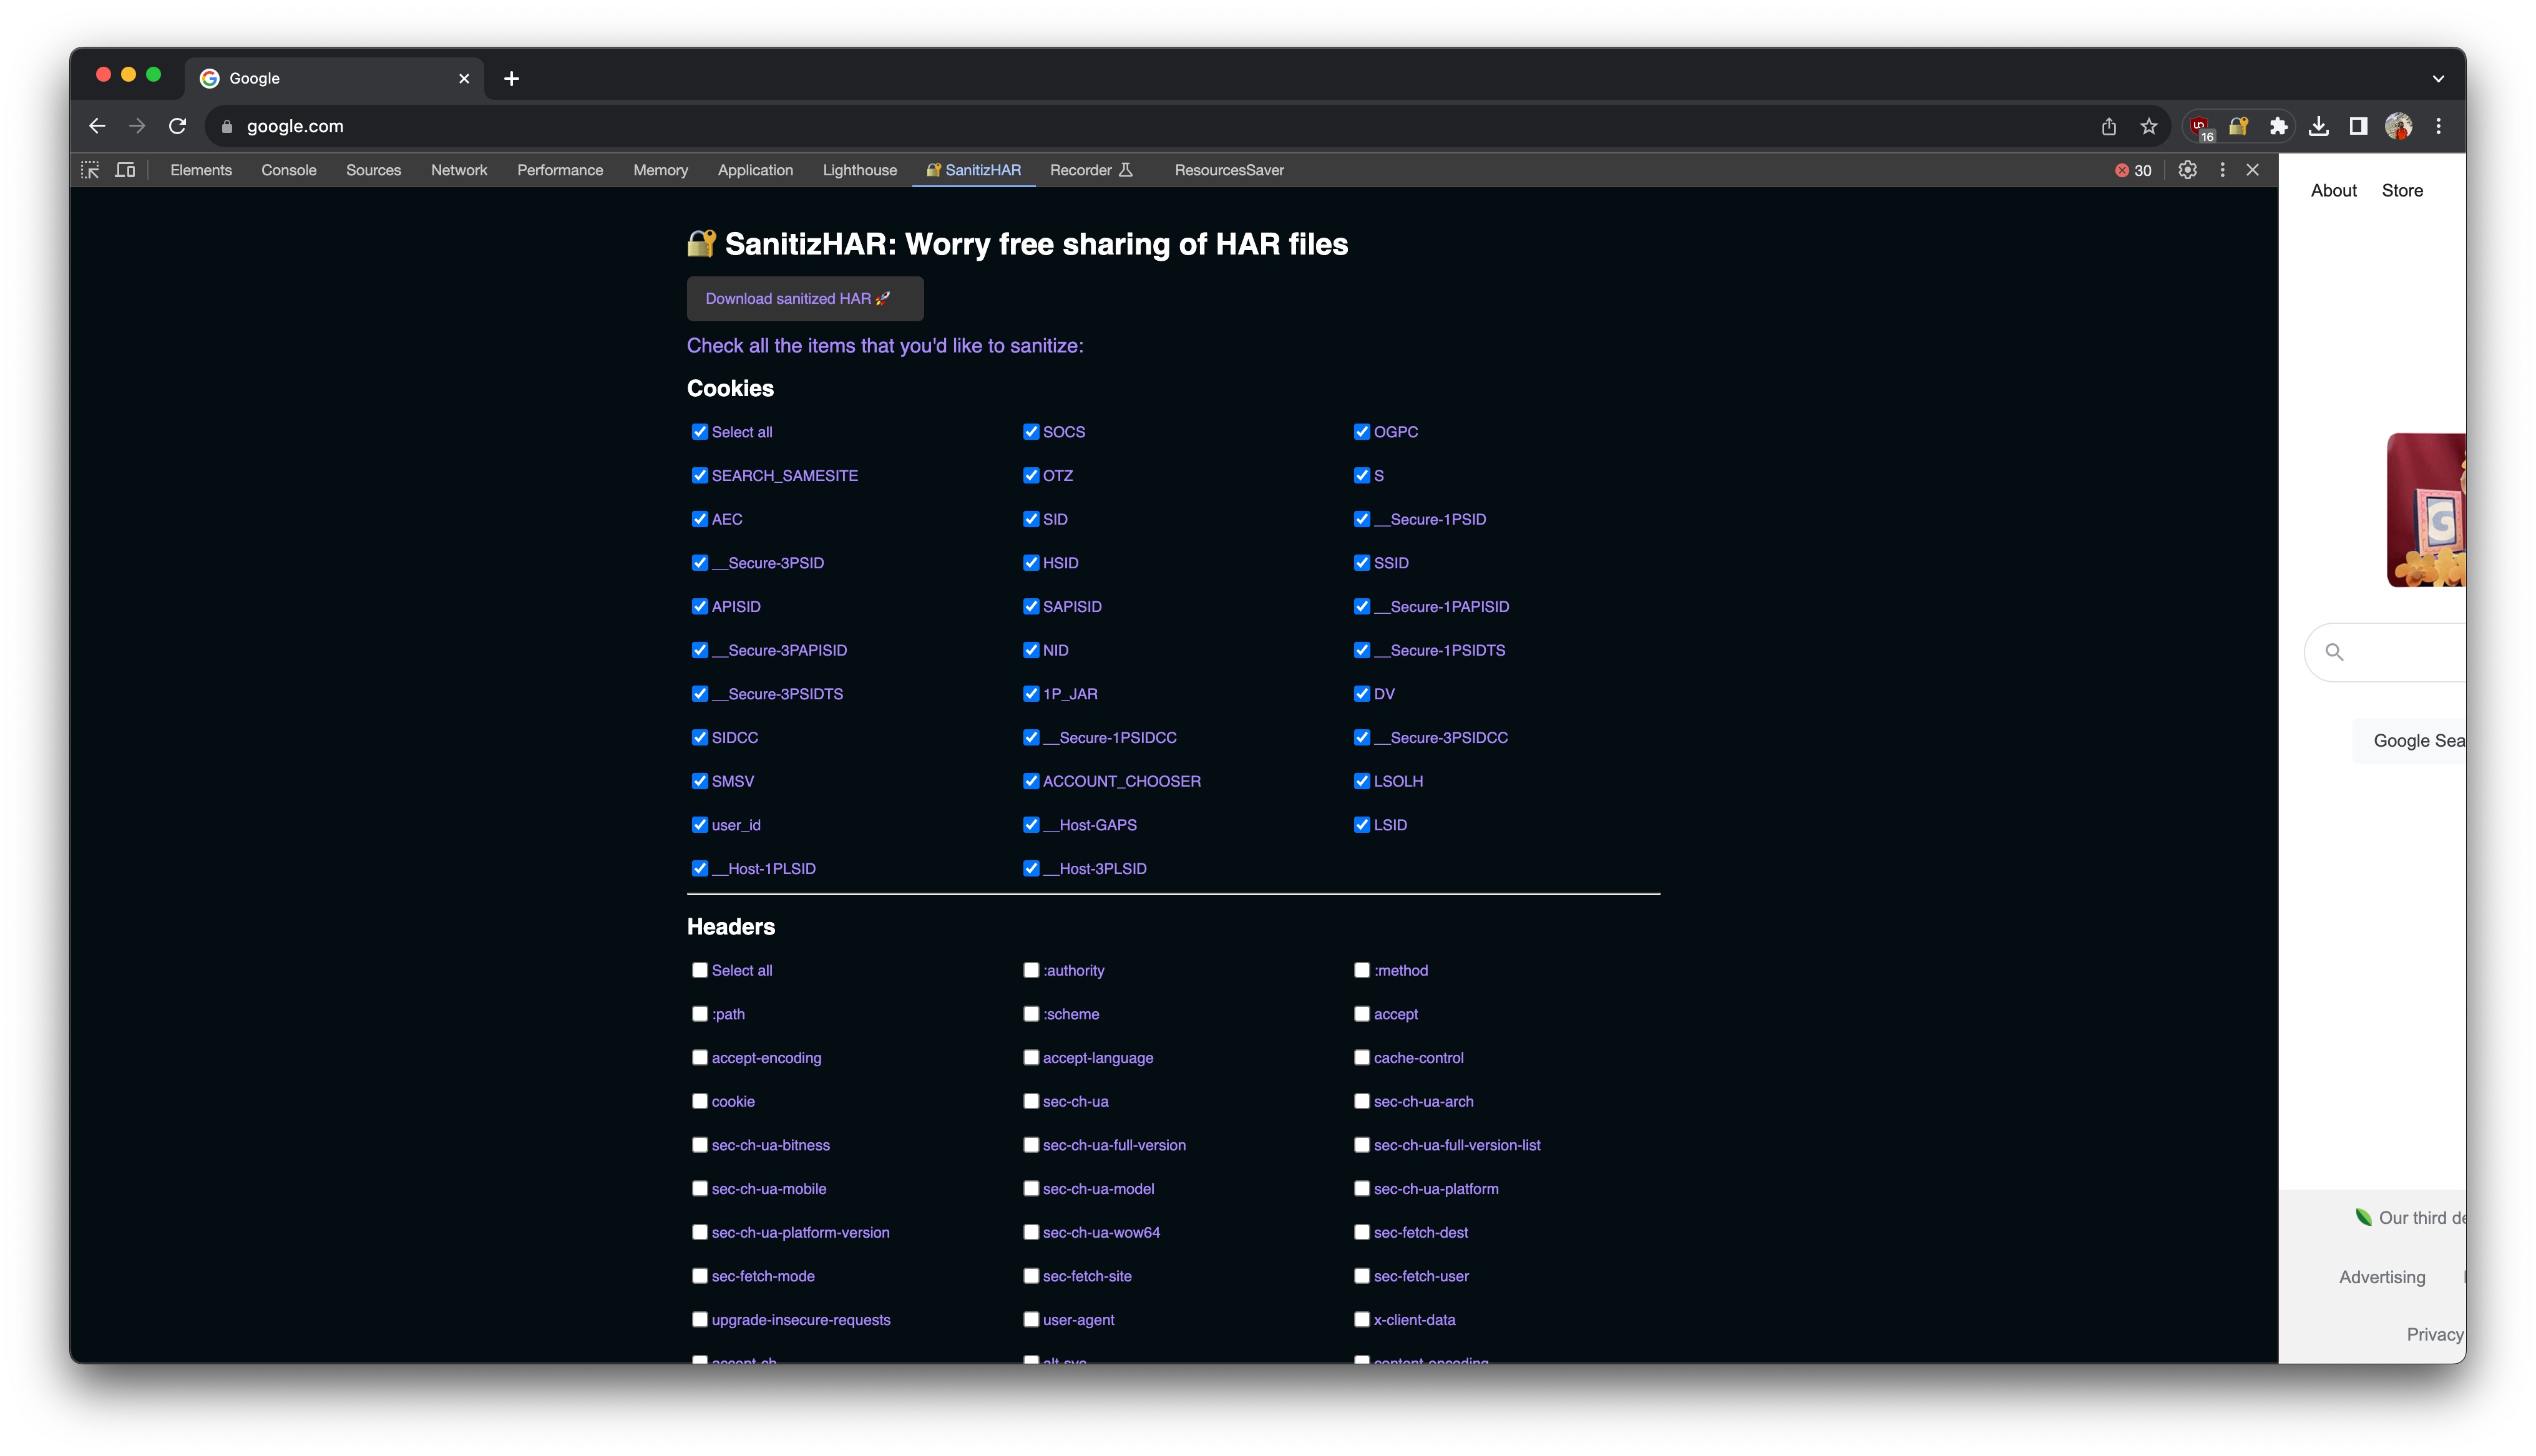 Google
google.com
16
Elements Console Sources Network Performance Memory Application Lighthouse SanitizHAR Recorder ResourcesSaver 30
About Store
SanitizHAR: Worry free sharing of HAR files
Download sanitized HAR
Check all the items that you'd like to sanitize:
Cookies
Select all SOCS OGPC
SEARCH_SAMESITE OTZ S
AEC SID __Secure-1PSID
__Secure-3PSID HSID SSID
APISID SAPISID __Secure-1PAPISID
__Secure-3PAPISID NID __Secure-1PSIDTS
__Secure-3PSIDTS 1P_JAR DV
SIDCC __Secure-1PSIDCC __Secure-3PSIDCC
SMSV ACCOUNT_CHOOSER LSOLH
user_id __Host-GAPS LSID
__Host-1PLSID __Host-3PLSID
Headers
Select all :authority :method
:path :scheme accept
accept-encoding accept-language cache-control
cookie sec-ch-ua sec-ch-ua-arch
sec-ch-ua-bitness sec-ch-ua-full-version sec-ch-ua-full-version-list
sec-ch-ua-mobile sec-ch-ua-model sec-ch-ua-platform
sec-ch-ua-platform-version sec-ch-ua-wow64 sec-fetch-dest
sec-fetch-mode sec-fetch-site sec-fetch-user
upgrade-insecure-requests user-agent x-client-data
accept-ch alt-svc content-encoding
Google Sea
Our third de
Advertising
Privacy